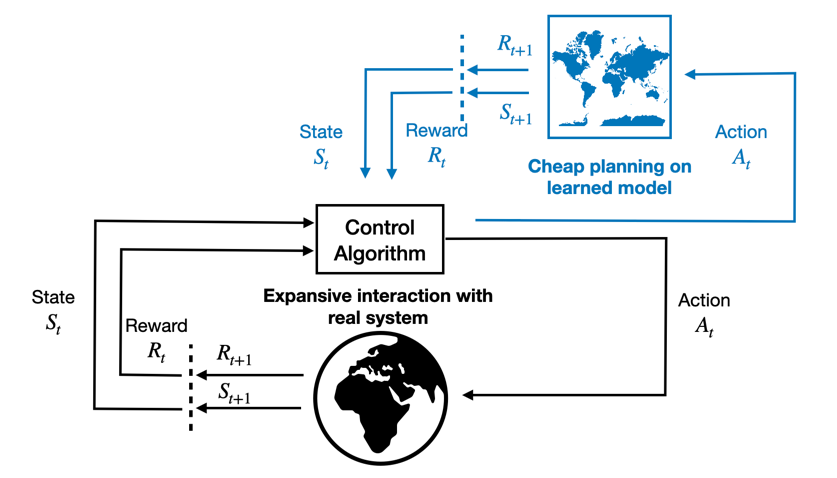 R_{t+1}
S_{t+1}
State
S_t
Reward
R_t
Action
A_t
Cheap planning on
learned model
Control
Algorithm
Expansive interaction with
real system
State
S_t
Reward
R_t
R_{t+1}
S_{t+1}
Action
A_t